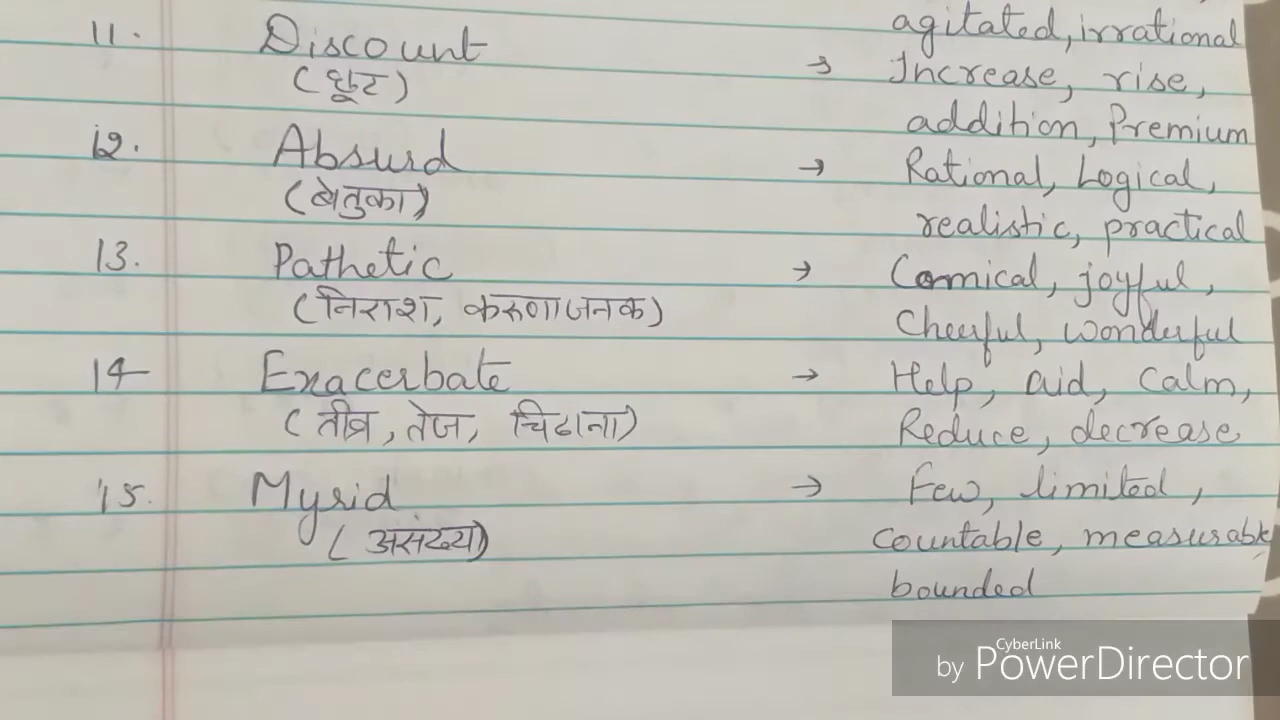 agitated, irrational
11. Discount → Increase, rise,
(छूट)
addition, Premium
12. Absurd → Rational, Logical,
(बेतुका)
realistic, practical
13. Pathetic → Comical, joyful,
(निराश, करुणाजनक)
Cheerful, wonderful
14 Exacerbate → Help, aid, calm,
(तीव्र, तेज, चिढाना)
Reduce, decrease
15. Myrid → Few, limited,
(असंख्य)
countable, measurable
bounded
CyberLink
by PowerDirector